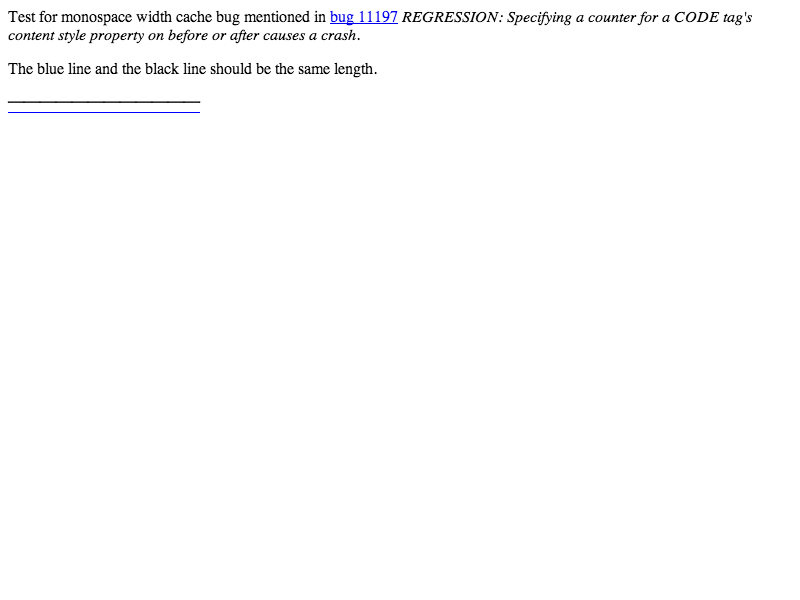 Test for monospace width cache bug mentioned in bug 11197 REGRESSION: Specifying a counter for a CODE tag's
content style property on before or after causes a crash.
The blue line and the black line should be the same length.